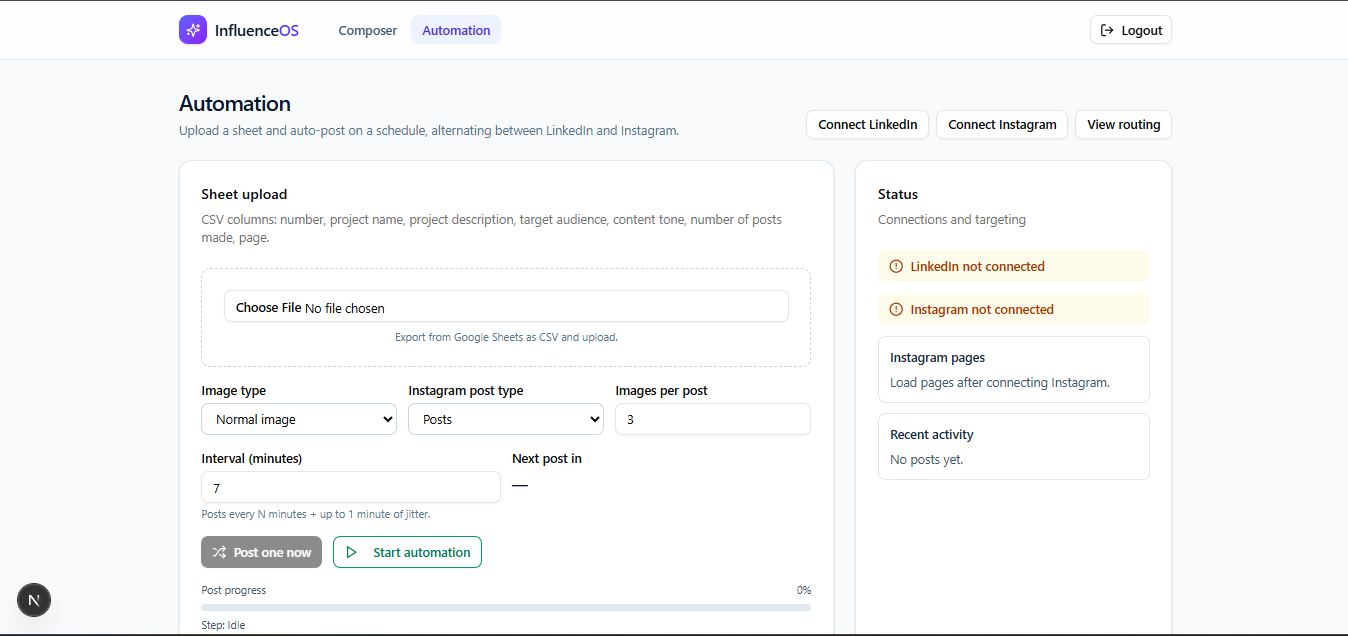 InfluenceOS
Composer
Automation
Logout
Automation
Upload a sheet and auto-post on a schedule, alternating between LinkedIn and Instagram.
Connect LinkedIn
Connect Instagram
View routing
Sheet upload
CSV columns: number, project name, project description, target audience, content tone, number of posts
made, page.
Choose File No file chosen
Export from Google Sheets as CSV and upload.
Image type
Instagram post type
Images per post
Normal image
Posts
3
Interval (minutes)
Next post in
7
—
Posts every N minutes + up to 1 minute of jitter.
Post one now
Start automation
Post progress
0%
Step: Idle
Status
Connections and targeting
LinkedIn not connected
Instagram not connected
Instagram pages
Load pages after connecting Instagram.
Recent activity
No posts yet.
N